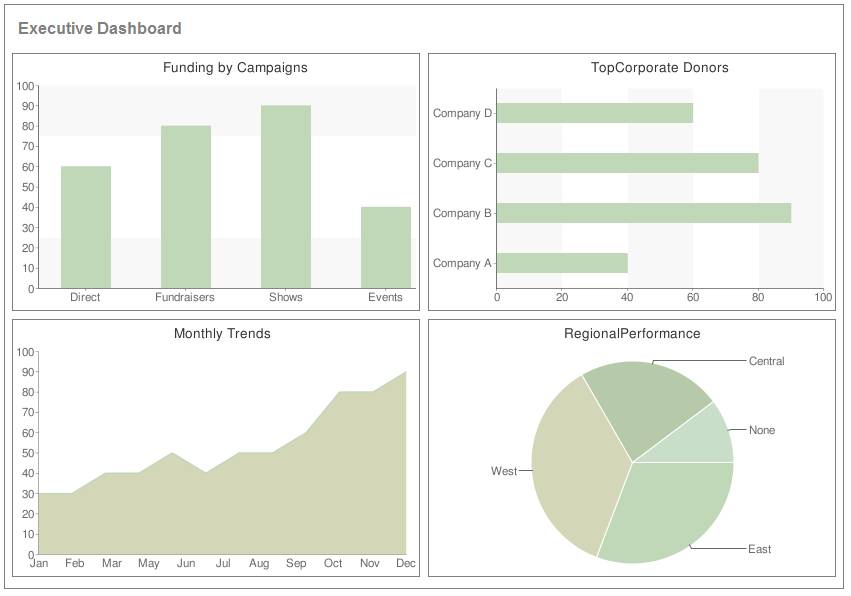 Executive Dashboard
Funding by Campaigns
100
90
80
70
60
50
40
30
20
10
0
Direct Fundraisers Shows Events
TopCorporate Donors
Company D
Company C
Company B
Company A
0 20 40 60 80 100
Monthly Trends
100
90
80
70
60
50
40
30
20
10
0
Jan Feb Mar May Jun Jul Aug Sep Oct Nov Dec
RegionalPerformance
Central
None
West
East